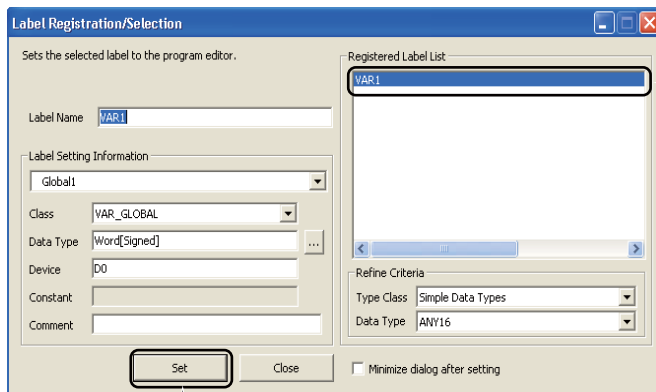 Label Registration/Selection
Sets the selected label to the program editor.
Label Name VAR1
Label Setting Information
Global1
Class VAR_GLOBAL
Data Type Word[Signed] ...
Device D0
Constant
Comment
Set Close
Registered Label List
VAR1
Refine Criteria
Type Class Simple Data Types
Data Type ANY16
Minimize dialog after setting